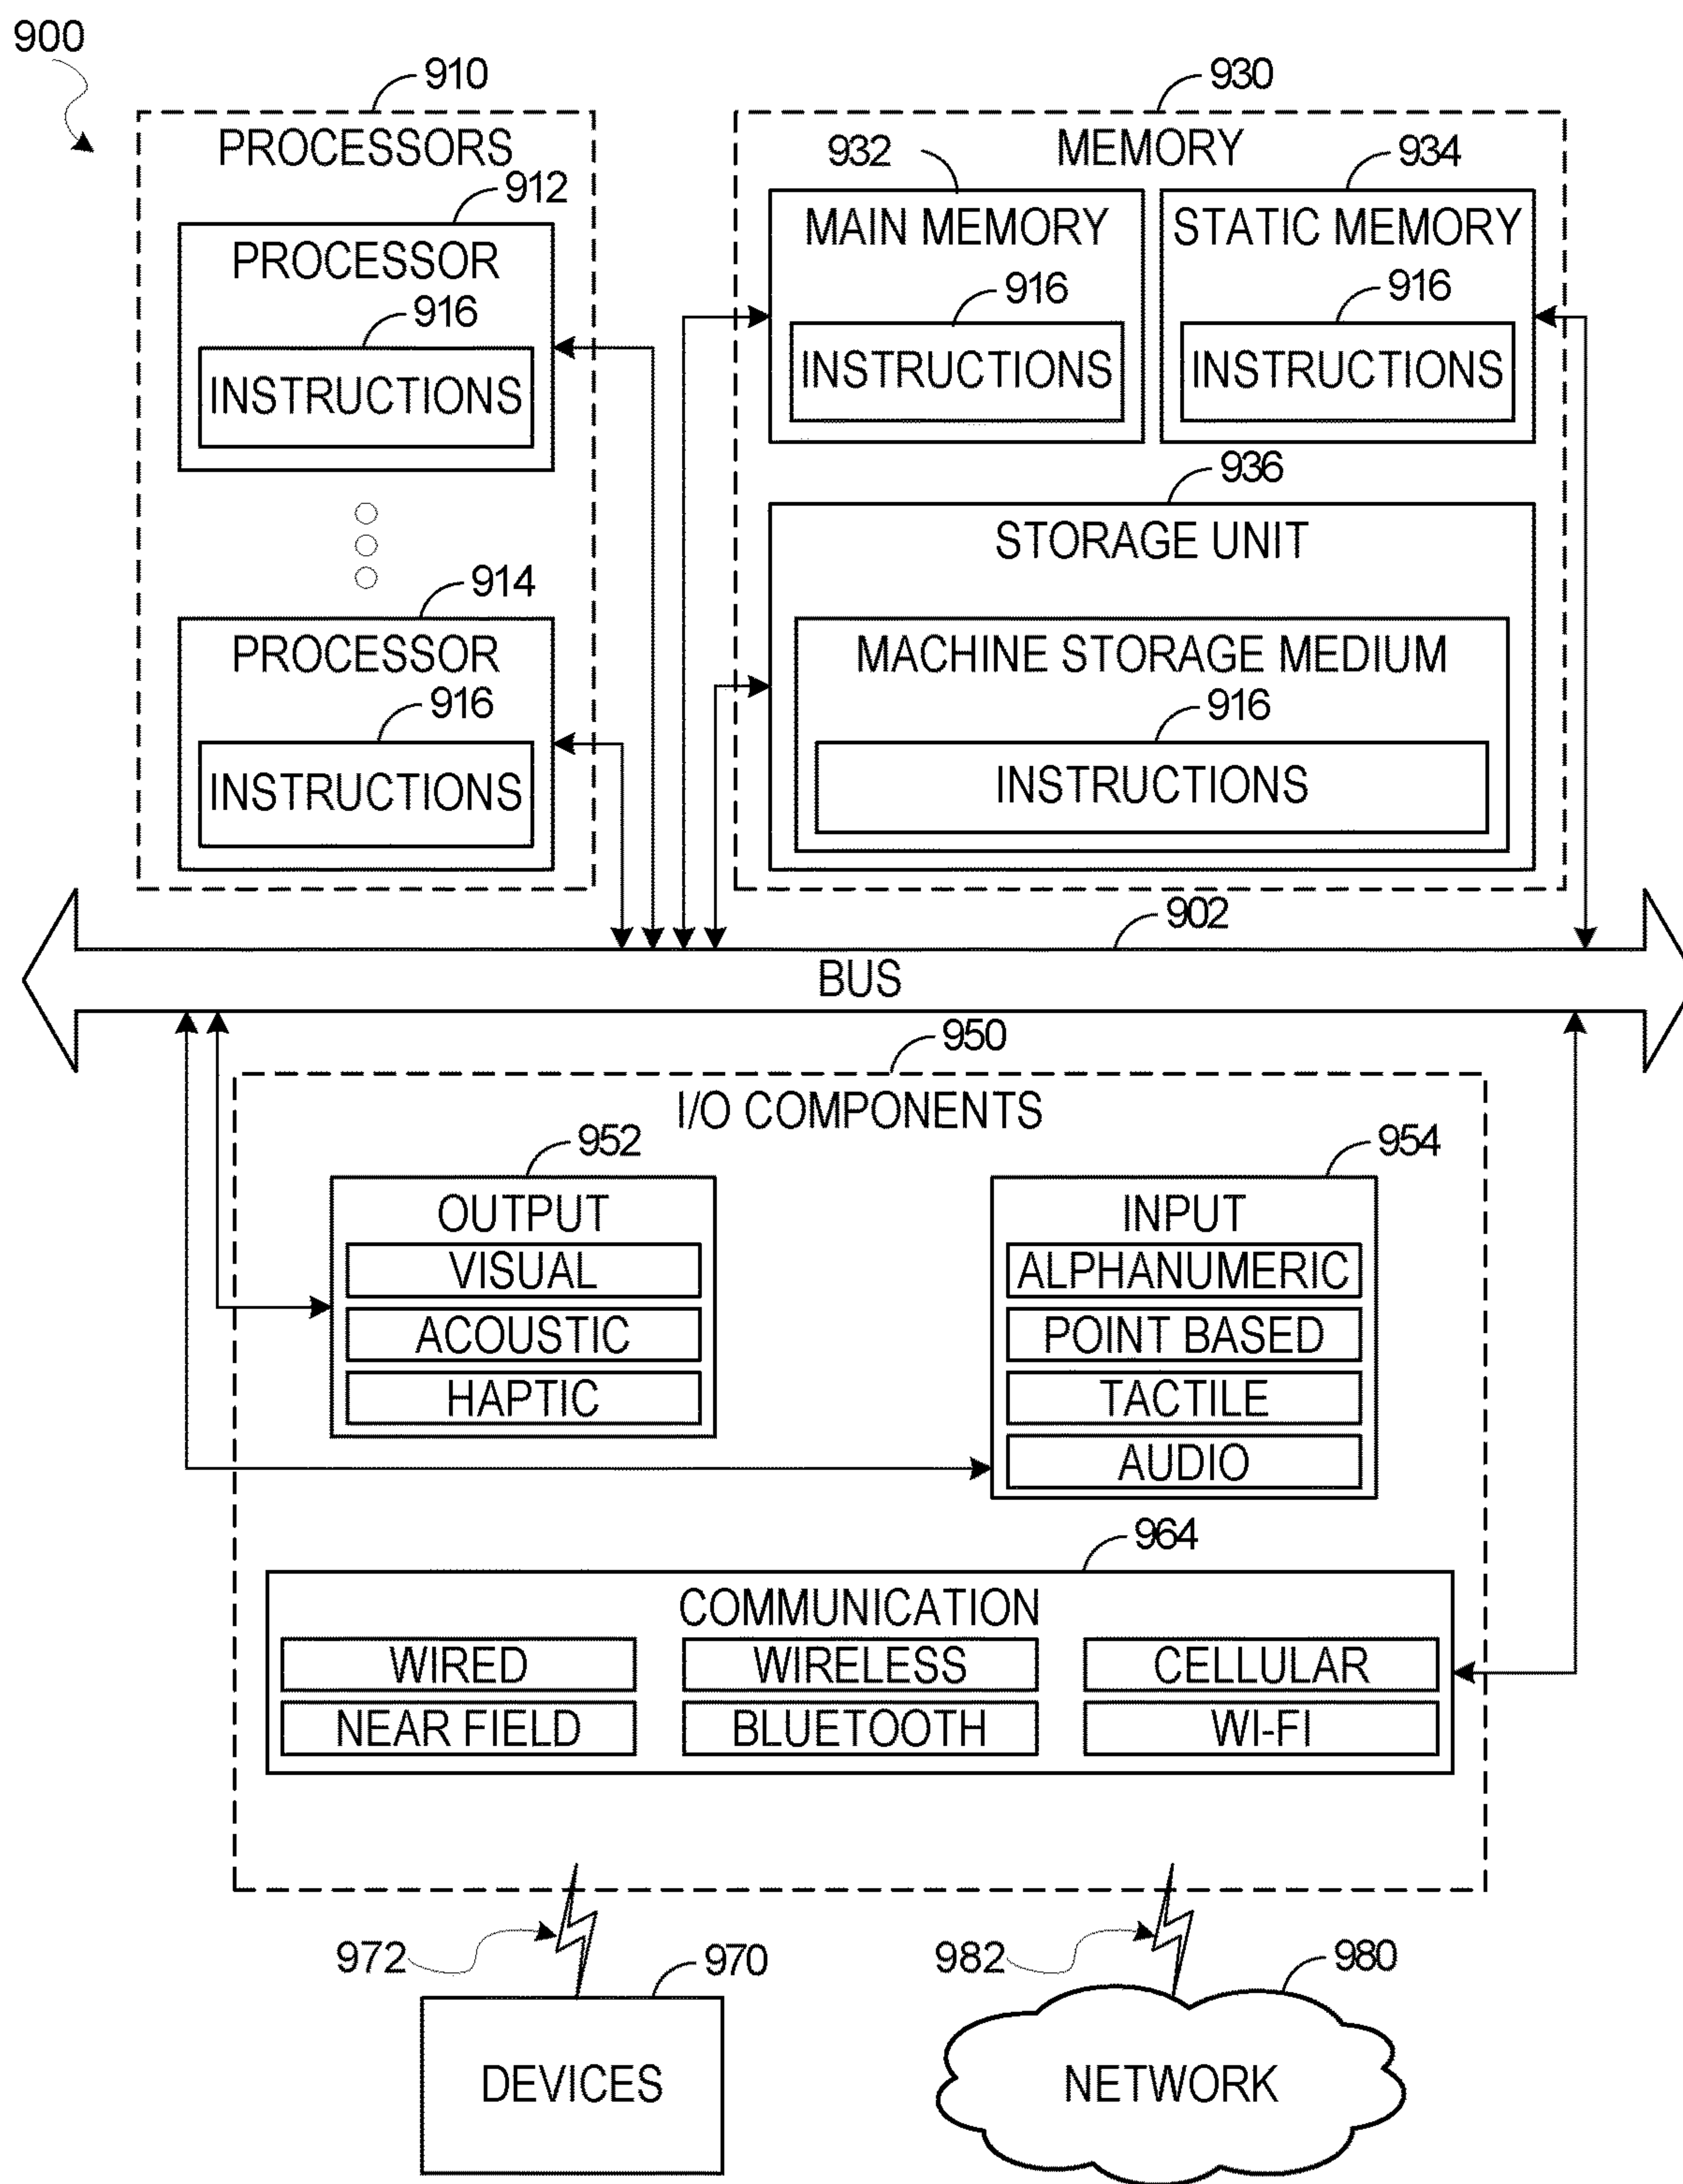 900
910
PROCESSORS
912
PROCESSOR
916
INSTRUCTIONS
914
PROCESSOR
916
INSTRUCTIONS
930
MEMORY
932
MAIN MEMORY
916
INSTRUCTIONS
934
STATIC MEMORY
916
INSTRUCTIONS
936
STORAGE UNIT
MACHINE STORAGE MEDIUM
916
INSTRUCTIONS
902
BUS
950
I/O COMPONENTS
952
OUTPUT
VISUAL
ACOUSTIC
HAPTIC
954
INPUT
ALPHANUMERIC
POINT BASED
TACTILE
AUDIO
964
COMMUNICATION
WIRED
WIRELESS
CELLULAR
NEAR FIELD
BLUETOOTH
WI-FI
972
970
DEVICES
982
980
NETWORK